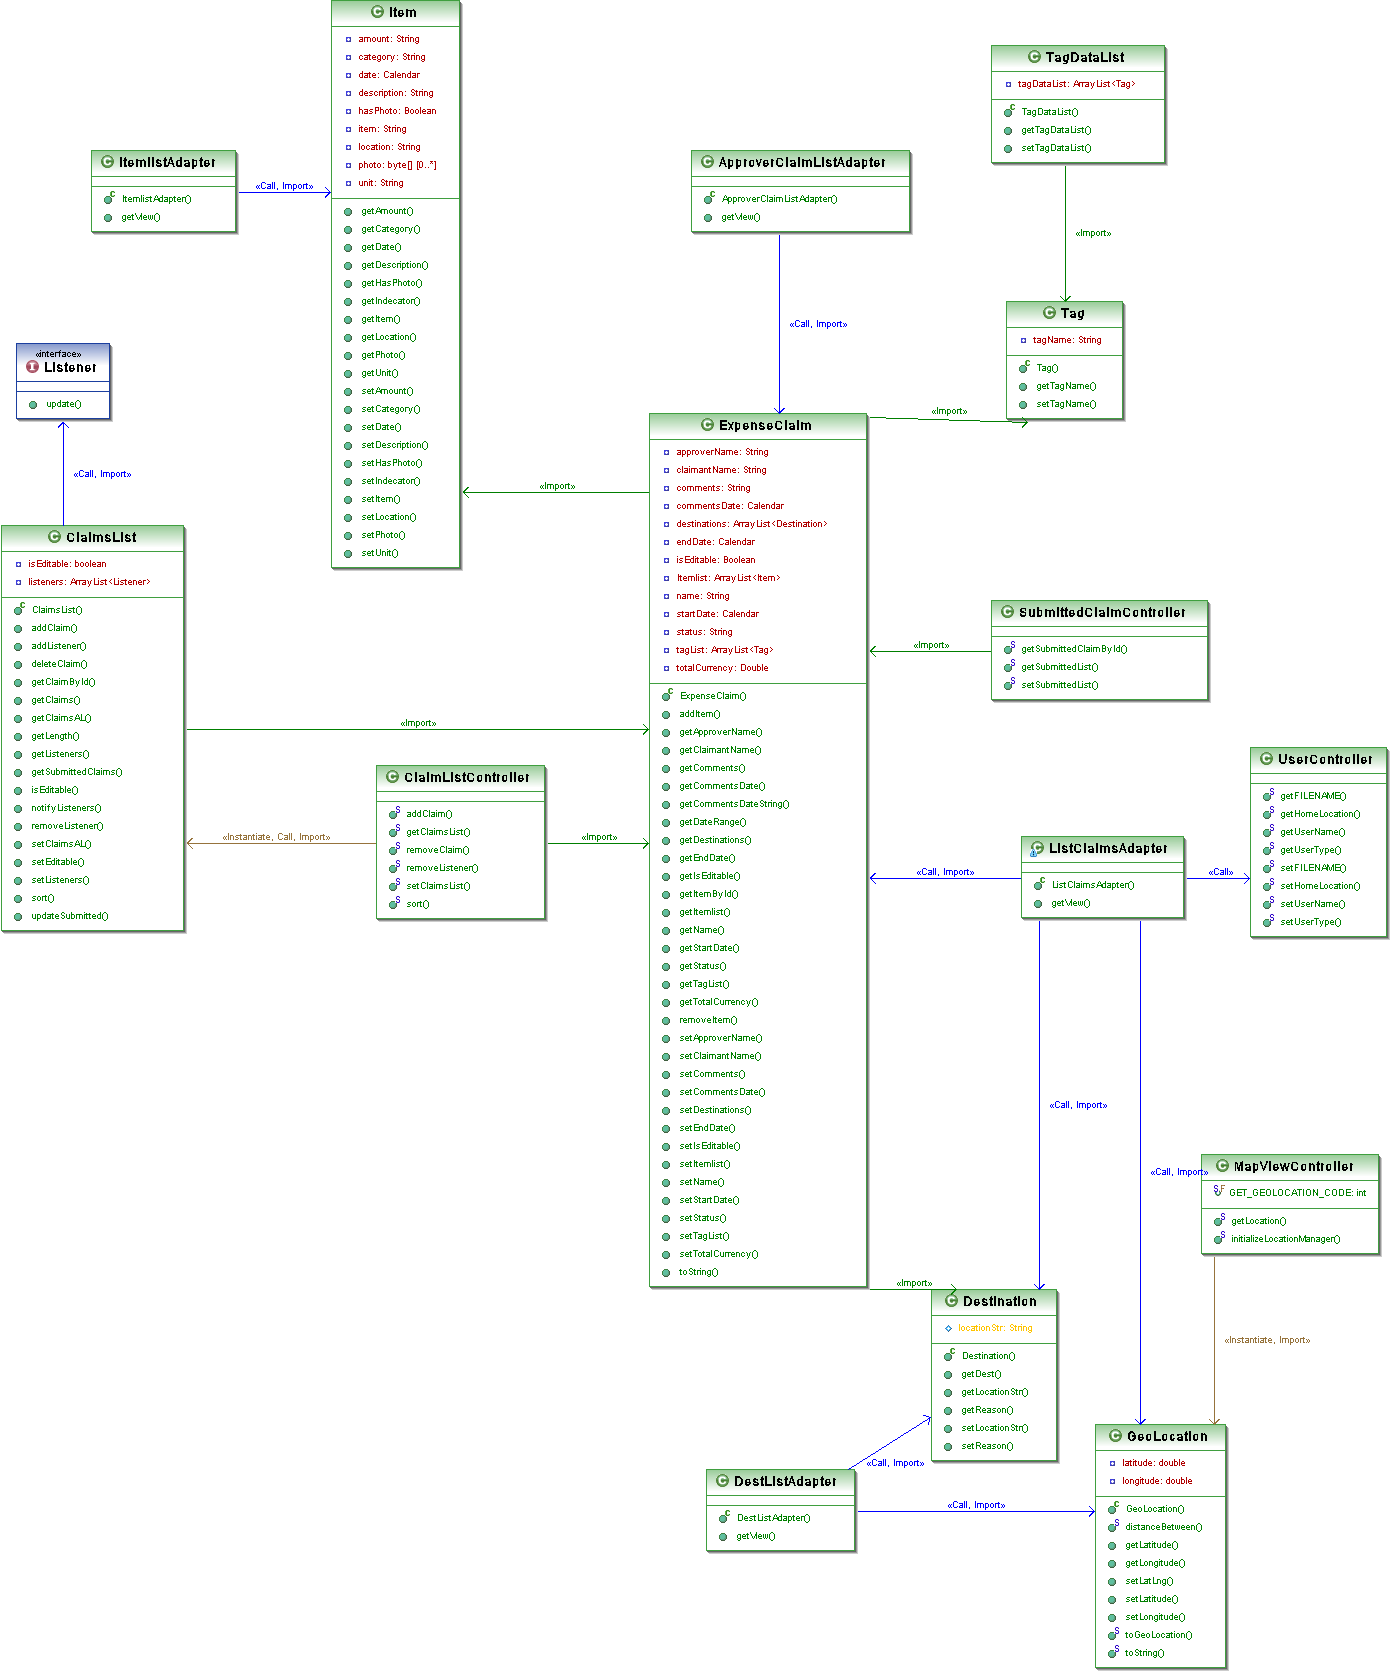 Item
amount: String
category: String
date: Calendar
description: String
hasPhoto: Boolean
item: String
location: String
photo: byte[] [0..*]
unit: String
getAmount()
getCategory()
getDate()
getDescription()
getHasPhoto()
getIndecator()
getItem()
getLocation()
getPhoto()
getUnit()
setAmount()
setCategory()
setDate()
setDescription()
setHasPhoto()
setIndecator()
setItem()
setLocation()
setPhoto()
setUnit()
TagDataList
tagDataList: ArrayList<Tag>
TagDataList()
getTagDataList()
setTagDataList()
ItemlistAdapter
ItemlistAdapter()
getView()
«Call, Import»
ApproverClaimListAdapter
ApproverClaimListAdapter()
getView()
«Import»
«Call, Import»
Tag
tagName: String
Tag()
getTagName()
setTagName()
«interface»
Listener
update()
«Call, Import»
«Import»
«Import»
ExpenseClaim
approverName: String
claimantName: String
comments: String
commentsDate: Calendar
destinations: ArrayList<Destination>
endDate: Calendar
isEditable: Boolean
Itemlist: ArrayList<Item>
name: String
startDate: Calendar
status: String
tagList: ArrayList<Tag>
totalCurrency: Double
ExpenseClaim()
addItem()
getApproverName()
getClaimantName()
getComments()
getCommentsDate()
getCommentsDateString()
getDateRange()
getDestinations()
getEndDate()
getIsEditable()
getItemById()
getItemlist()
getName()
getStartDate()
getStatus()
getTagList()
getTotalCurrency()
removeItem()
setApproverName()
setClaimantName()
setComments()
setCommentsDate()
setDestinations()
setEndDate()
setIsEditable()
setItemlist()
setName()
setStartDate()
setStatus()
setTagList()
setTotalCurrency()
toString()
ClaimsList
isEditable: boolean
listeners: ArrayList<Listener>
ClaimsList()
addClaim()
addListener()
deleteClaim()
getClaimById()
getClaims()
getClaimsAL()
getLength()
getListeners()
getSubmittedClaims()
isEditable()
notifyListeners()
removeListener()
setClaimsAL()
setEditable()
setListeners()
sort()
updateSubmitted()
«Import»
ClaimListController
addClaim()
getClaimsList()
removeClaim()
removeListener()
setClaimsList()
sort()
«Instantiate, Call, Import»
«Import»
SubmittedClaimController
getSubmittedClaimById()
getSubmittedList()
setSubmittedList()
«Import»
UserController
getFILENAME()
getHomeLocation()
getUserName()
getUserType()
setFILENAME()
setHomeLocation()
setUserName()
setUserType()
ListClaimsAdapter
ListClaimsAdapter()
getView()
«Call, Import»
«Call»
«Call, Import»
«Call, Import»
MapViewController
GET_GEOLOCATION_CODE: int
getLocation()
initializeLocationManager()
«Import»
Destination
locationStr: String
Destination()
getDest()
getLocationStr()
getReason()
setLocationStr()
setReason()
«Instantiate, Import»
DestListAdapter
DestListAdapter()
getView()
«Call, Import»
«Call, Import»
GeoLocation
latitude: double
longitude: double
GeoLocation()
distanceBetween()
getLatitude()
getLongitude()
setLatLng()
setLatitude()
setLongitude()
toGeoLocation()
toString()